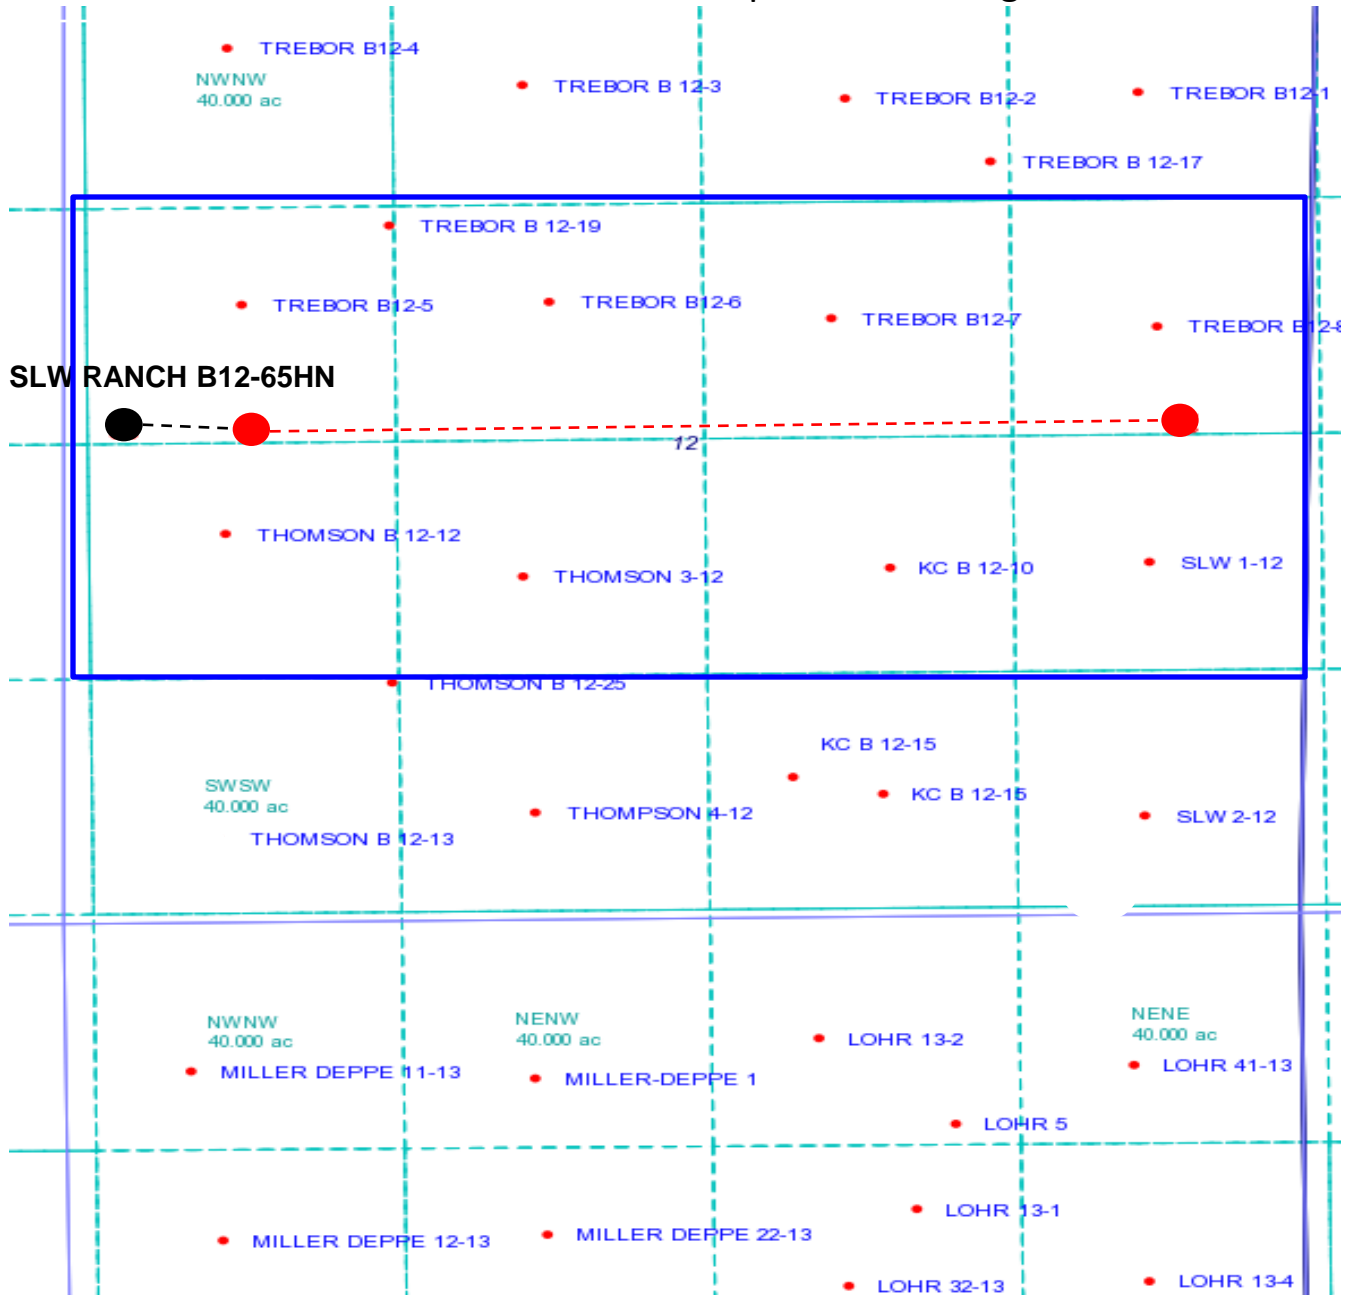 TREBOR B12-4
NWNW
40.000 ac
TREBOR B 12-3
TREBOR B12-2
TREBOR B12-1
TREBOR B 12-17
TREBOR B 12-19
TREBOR B12-5
TREBOR B12-6
TREBOR B12-7
TREBOR B12-8
SLW RANCH B12-65HN
12
THOMSON B 12-12
THOMSON 3-12
KC B 12-10
SLW 1-12
THOMSON B 12-25
KC B 12-15
SWSW
40.000 ac
THOMPSON 4-12
KC B 12-15
SLW 2-12
THOMSON B 12-13
NWNW
40.000 ac
NENW
40.000 ac
NENE
40.000 ac
LOHR 13-2
MILLER DEPPE 11-13
MILLER-DEPPE 1
LOHR 41-13
LOHR 5
LOHR 13-1
MILLER DEPPE 12-13
MILLER DEPPE 22-13
LOHR 32-13
LOHR 13-4